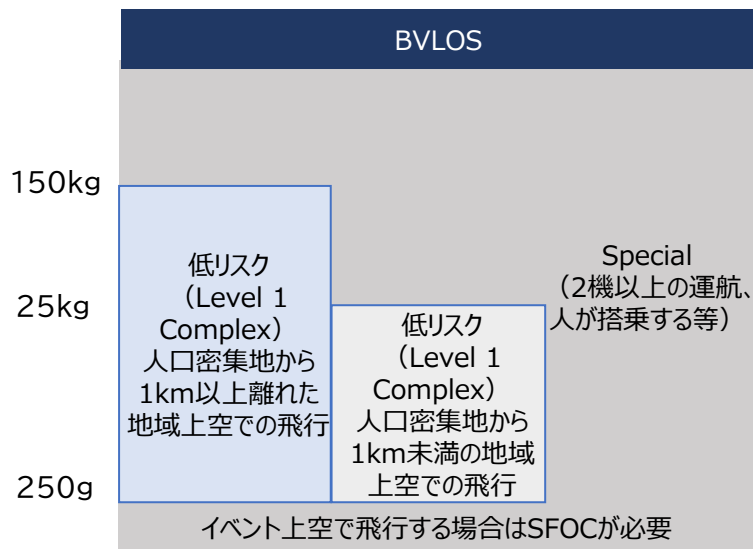 BVLOS
150kg
25kg
250g
低リスク
（Level 1
Complex）
人口密集地から
1km以上離れた
地域上空での飛行
低リスク
（Level 1
Complex）
人口密集地から
1km未満の地域
上空での飛行
Special
（2機以上の運航、
人が搭乗する等）
イベント上空で飛行する場合はSFOCが必要